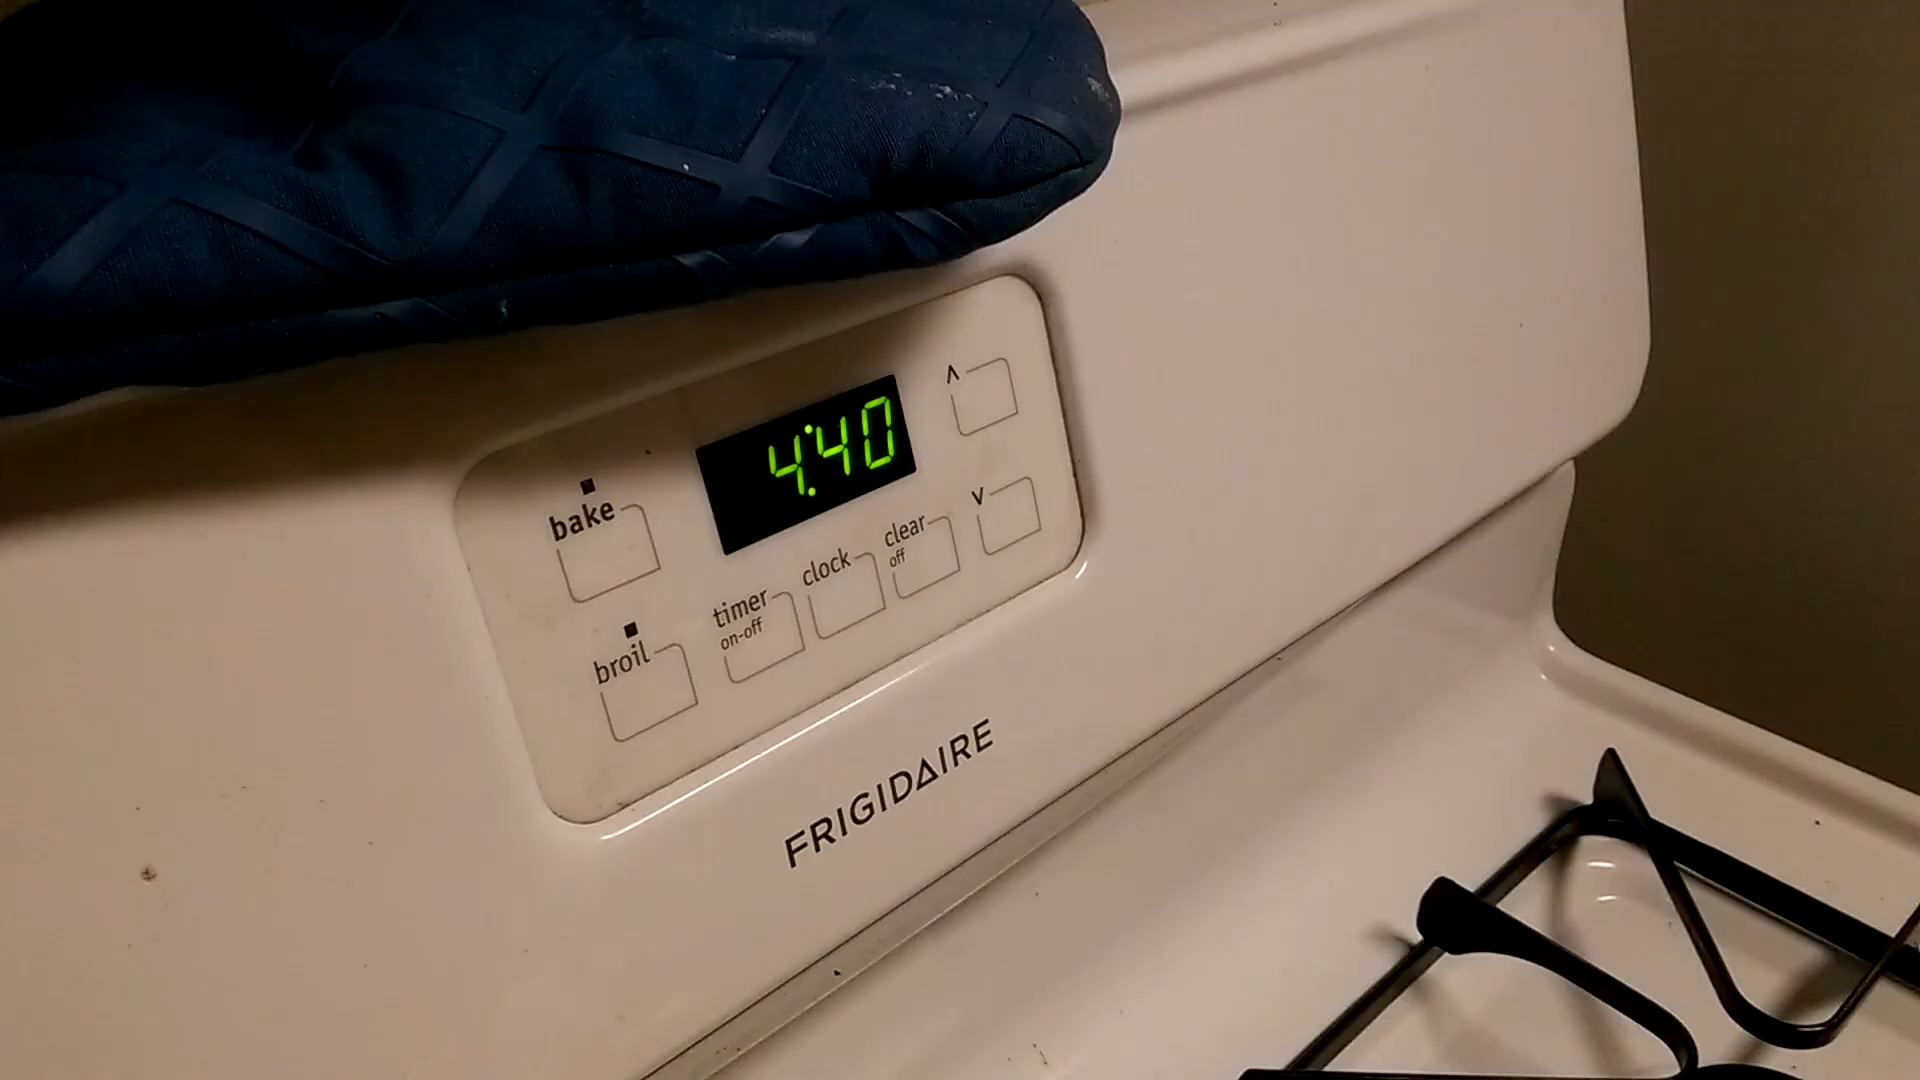 4:40
^
bake
v
clear
off
clock
timer
on-off
broil
FRIGIDAIRE